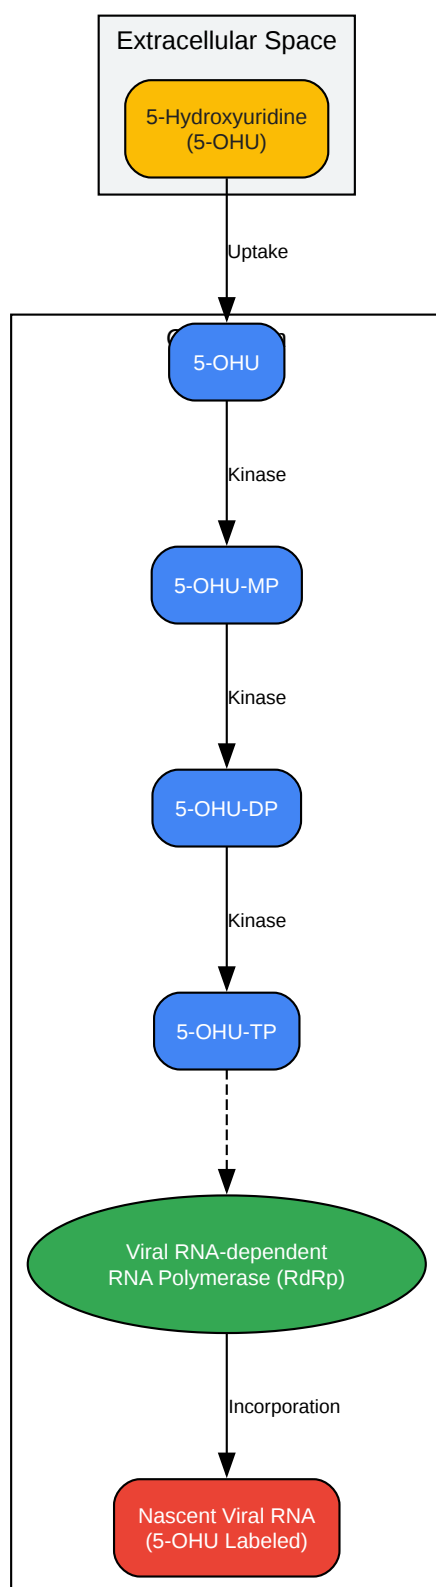 Extracellular Space
5-Hydroxyuridine
(5-OHU)
Uptake
5-OHU
Kinase
5-OHU-MP
Kinase
5-OHU-DP
Kinase
5-OHU-TP
Viral RNA-dependent
RNA Polymerase (RdRp)
Incorporation
Nascent Viral RNA
(5-OHU Labeled)